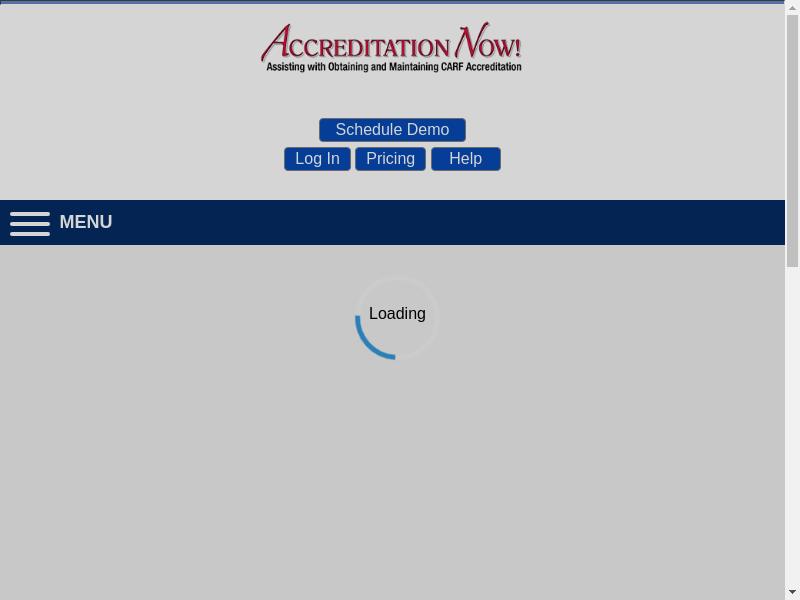 Accreditation Now!
Assisting with Obtaining and Maintaining CARF Accreditation
Schedule Demo
Log In Pricing Help
MENU
Loading